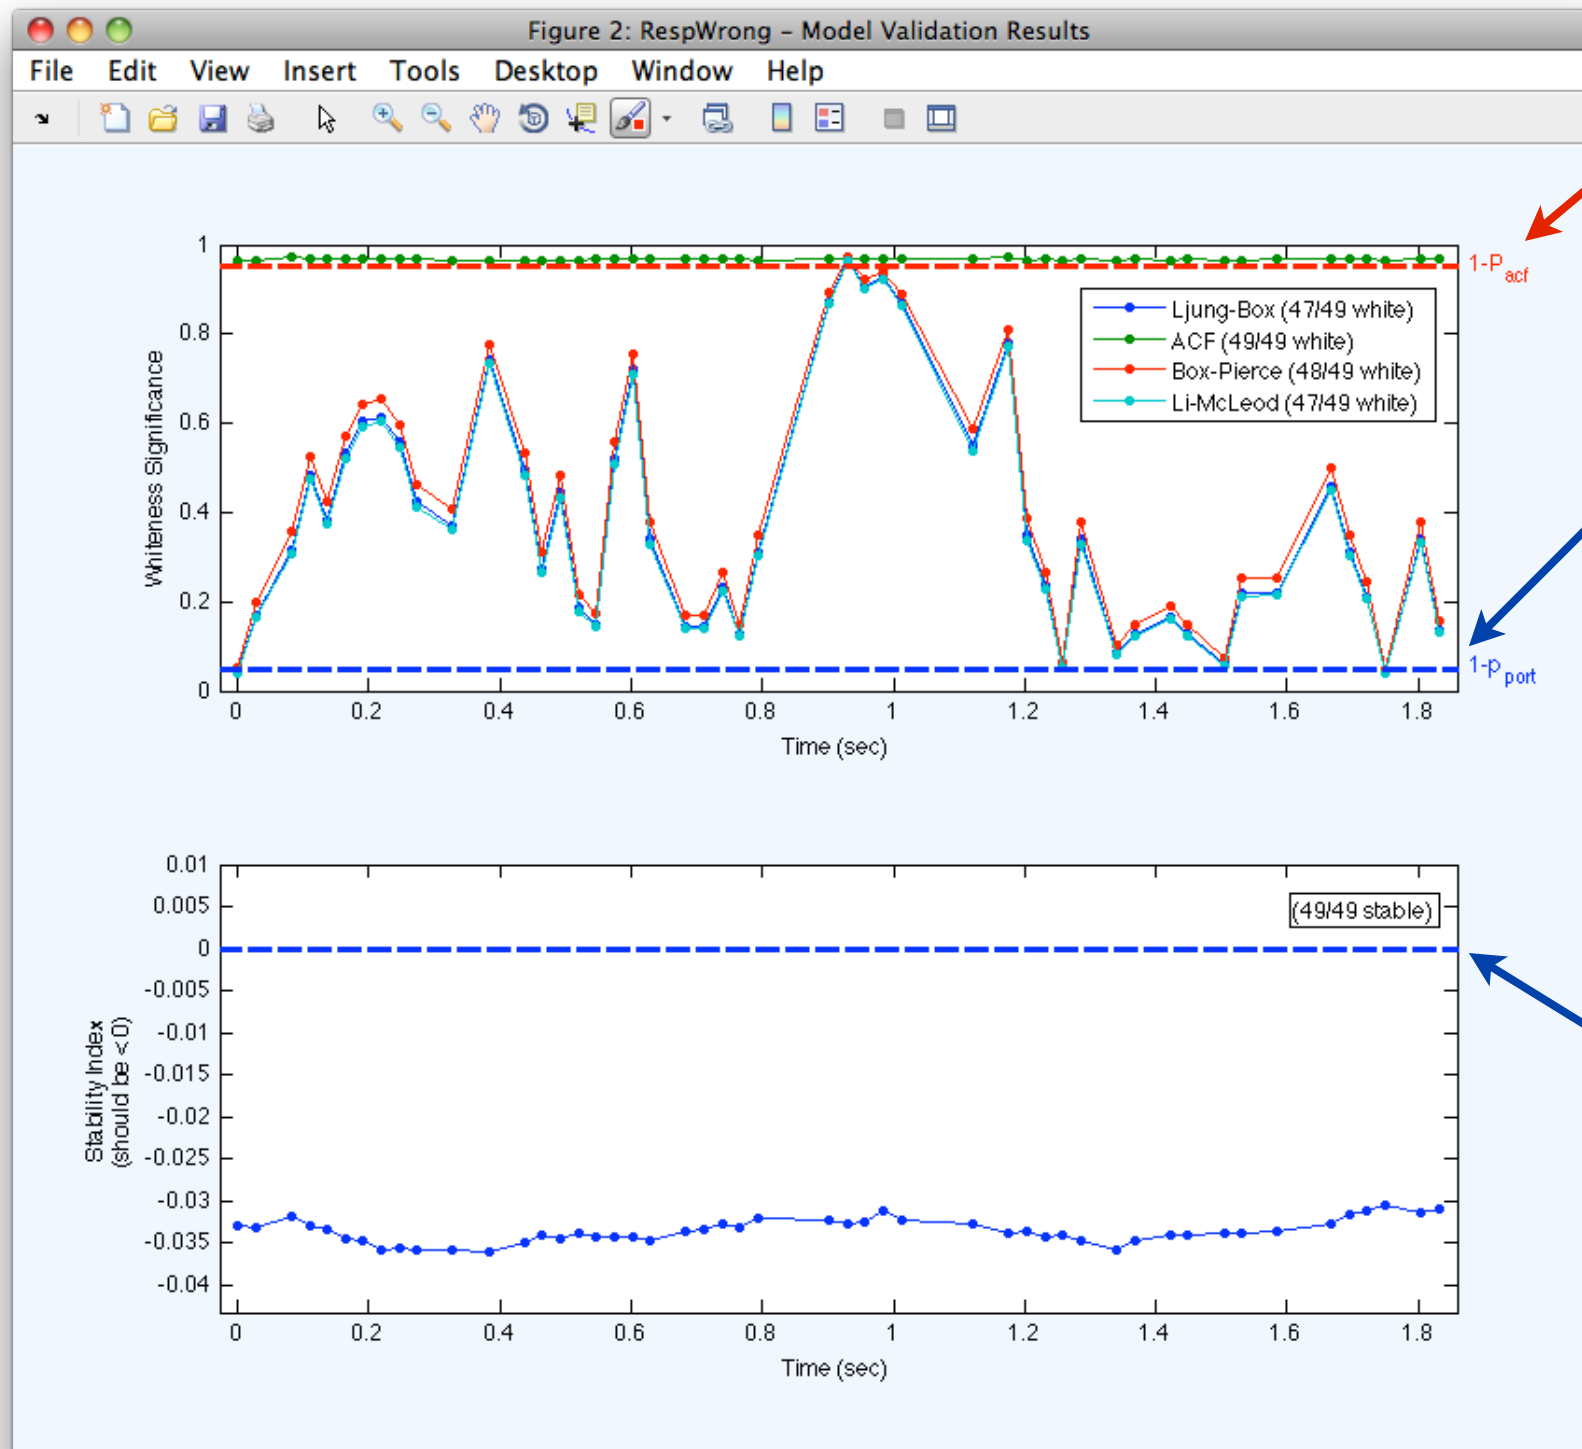 Figure 2: RespWrong – Model Validation Results
File Edit View Insert Tools Desktop Window Help
1
0.8
0.6
0.4
0.2
0
Whiteness Significance
1-P acf
Ljung-Box (47/49 white)
ACF (49/49 white)
Box-Pierce (48/49 white)
Li-McLeod (47/49 white)
1-p port
0 0.2 0.4 0.6 0.8 1 1.2 1.4 1.6 1.8
Time (sec)
0.01
0.005
0
-0.005
-0.01
-0.015
-0.02
-0.025
-0.03
-0.035
-0.04
Stability Index
(should be <0)
(49/49 stable)
0 0.2 0.4 0.6 0.8 1 1.2 1.4 1.6 1.8
Time (sec)